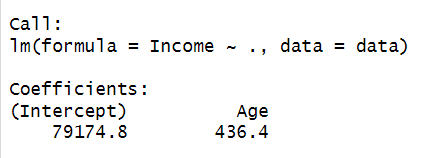 Call:
lm(formula = Income ~ ., data = data)
Coefficients:
(Intercept) Age
79174.8 436.4